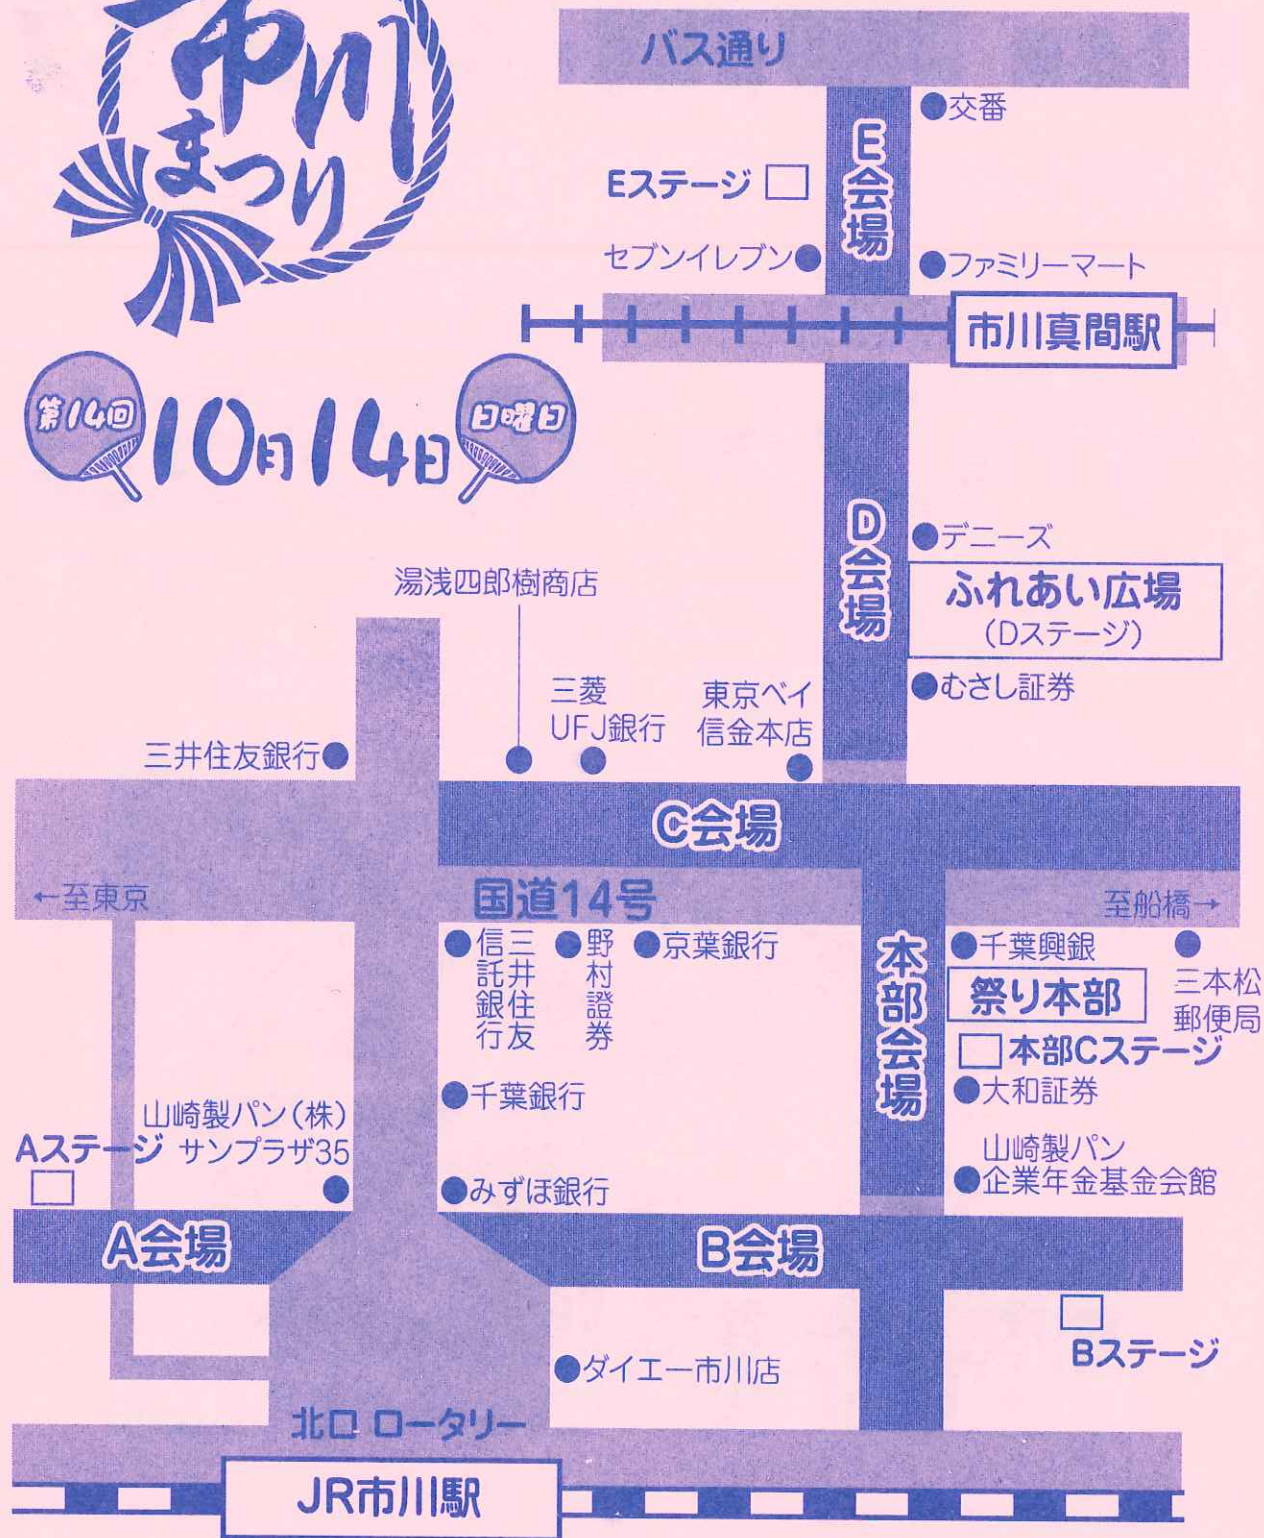 市川
まつり
第14回
10月14日
日曜日
バス通り
●交番
E会場
Eステージ □
セブンイレブン●
●ファミリーマート
市川真間駅
D会場
●デニーズ
ふれあい広場
(Dステージ)
●むさし証券
湯浅四郎樹商店
三菱
UFJ銀行
東京ベイ
信金本店
三井住友銀行●
C会場
←至東京
国道14号
至船橋→
三井住友
信託銀行
野村證券
●京葉銀行
本部会場
●千葉興銀
祭り本部
三本松
郵便局
□本部Cステージ
●大和証券
●千葉銀行
山崎製パン(株)
サンプラザ35
Aステージ
●みずほ銀行
山崎製パン
●企業年金基金会館
A会場
B会場
Bステージ
●ダイエー市川店
北口 ロータリー
JR市川駅